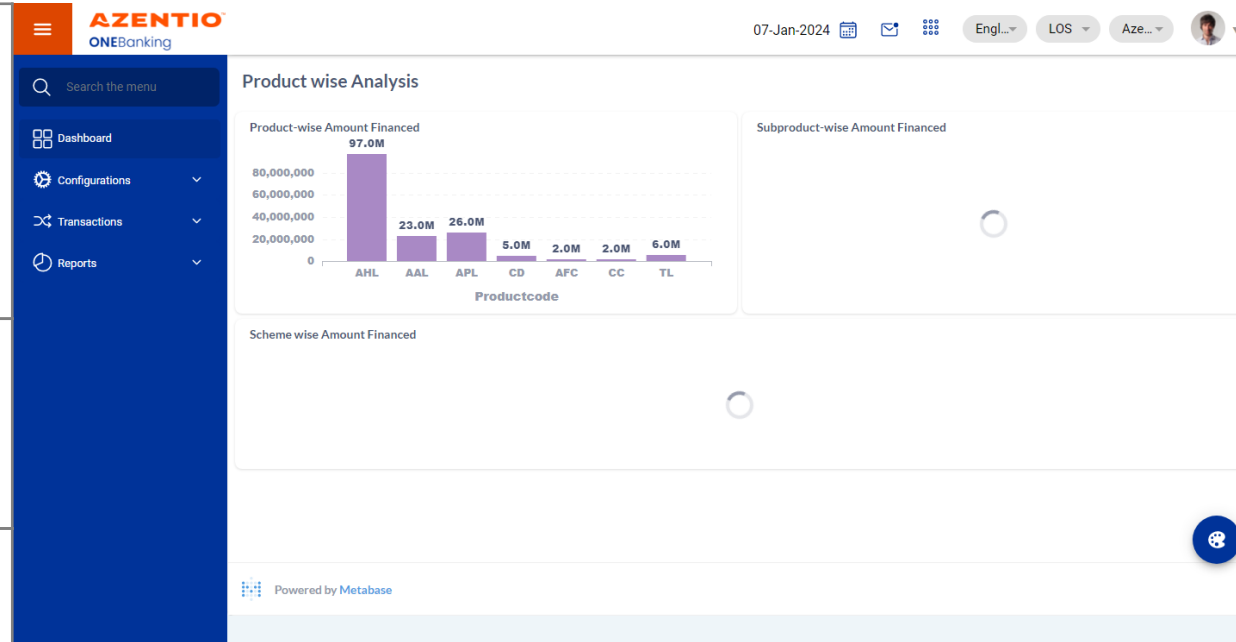 AZENTIO
ONEBanking
07-Jan-2024
Engl...
LOS
Aze...
Search the menu
Dashboard
Configurations
Transactions
Reports
Product wise Analysis
Product-wise Amount Financed
97.0M
80,000,000
60,000,000
40,000,000
20,000,000
0
23.0M
26.0M
5.0M
2.0M
2.0M
6.0M
AHL AAL APL CD AFC CC TL
Productcode
Subproduct-wise Amount Financed
Scheme wise Amount Financed
Powered by Metabase